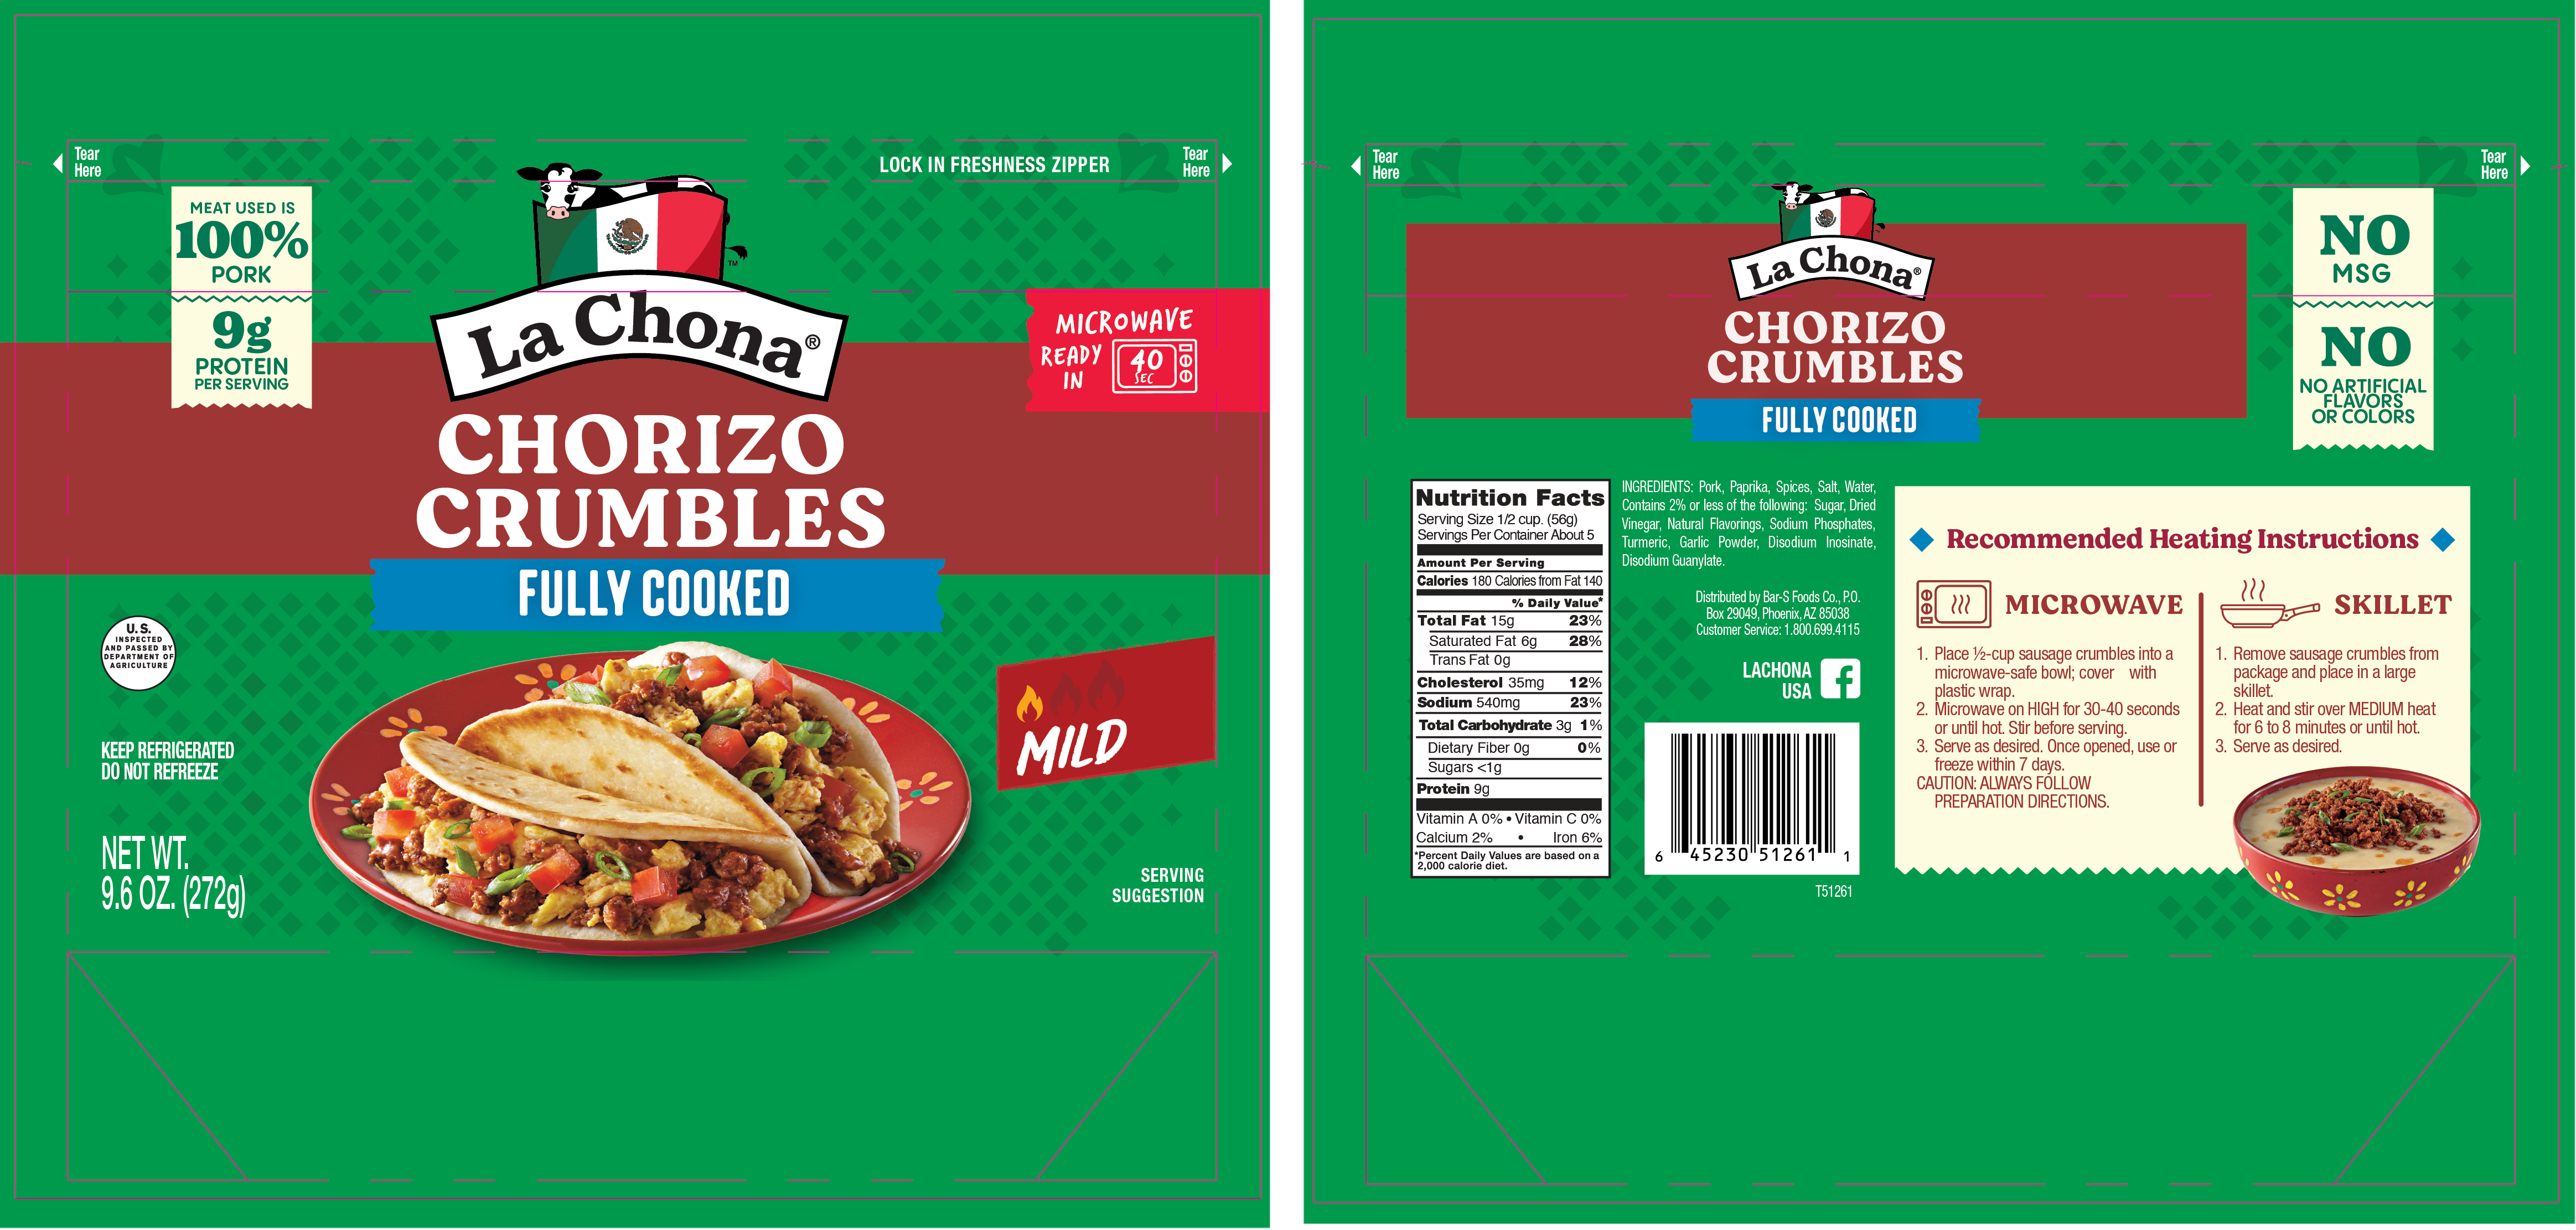 Tear
Here
LOCK IN FRESHNESS ZIPPER
Tear
Here
MEAT USED IS
100%
PORK
9g
PROTEIN
PER SERVING
TM
La Chona®
MICROWAVE
READY
IN
40
SEC
CHORIZO
CRUMBLES
FULLY COOKED
U.S.
INSPECTED
AND PASSED BY
DEPARTMENT OF
AGRICULTURE
MILD
KEEP REFRIGERATED
DO NOT REFREEZE
NET WT.
9.6 OZ. (272g)
SERVING
SUGGESTION
Tear
Here
Tear
Here
La Chona®
CHORIZO
CRUMBLES
FULLY COOKED
NO
MSG
NO
NO ARTIFICIAL
FLAVORS
OR COLORS
Nutrition Facts
Serving Size 1/2 cup. (56g)
Servings Per Container About 5
Amount Per Serving
Calories 180 Calories from Fat 140
% Daily Value*
Total Fat 15g 23%
Saturated Fat 6g 28%
Trans Fat 0g
Cholesterol 35mg 12%
Sodium 540mg 23%
Total Carbohydrate 3g 1%
Dietary Fiber 0g 0%
Sugars <1g
Protein 9g
Vitamin A 0% • Vitamin C 0%
Calcium 2% • Iron 6%
*Percent Daily Values are based on a
2,000 calorie diet.
INGREDIENTS: Pork, Paprika, Spices, Salt, Water,
Contains 2% or less of the following: Sugar, Dried
Vinegar, Natural Flavorings, Sodium Phosphates,
Turmeric, Garlic Powder, Disodium Inosinate,
Disodium Guanylate.
Distributed by Bar-S Foods Co., P.O.
Box 29049, Phoenix, AZ 85038
Customer Service: 1.800.699.4115
LACHONA
USA
6 45230 51261 1
T51261
Recommended Heating Instructions
MICROWAVE
1. Place ½-cup sausage crumbles into a
microwave-safe bowl; cover with
plastic wrap.
2. Microwave on HIGH for 30-40 seconds
or until hot. Stir before serving.
3. Serve as desired. Once opened, use or
freeze within 7 days.
CAUTION: ALWAYS FOLLOW
PREPARATION DIRECTIONS.
SKILLET
1. Remove sausage crumbles from
package and place in a large
skillet.
2. Heat and stir over MEDIUM heat
for 6 to 8 minutes or until hot.
3. Serve as desired.